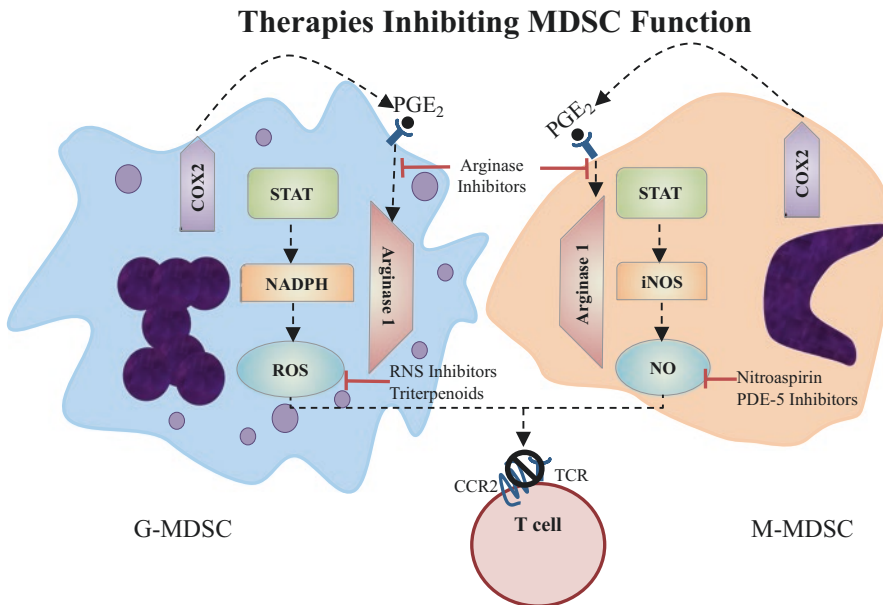 Therapies Inhibiting MDSC Function
PGE2
PGE2
COX2
STAT
Arginase
Inhibitors
STAT
COX2
Arginase 1
NADPH
Arginase 1
iNOS
ROS
RNS Inhibitors
Triterpenoids
NO
Nitroaspirin
PDE-5 Inhibitors
CCR2
TCR
T cell
G-MDSC
M-MDSC